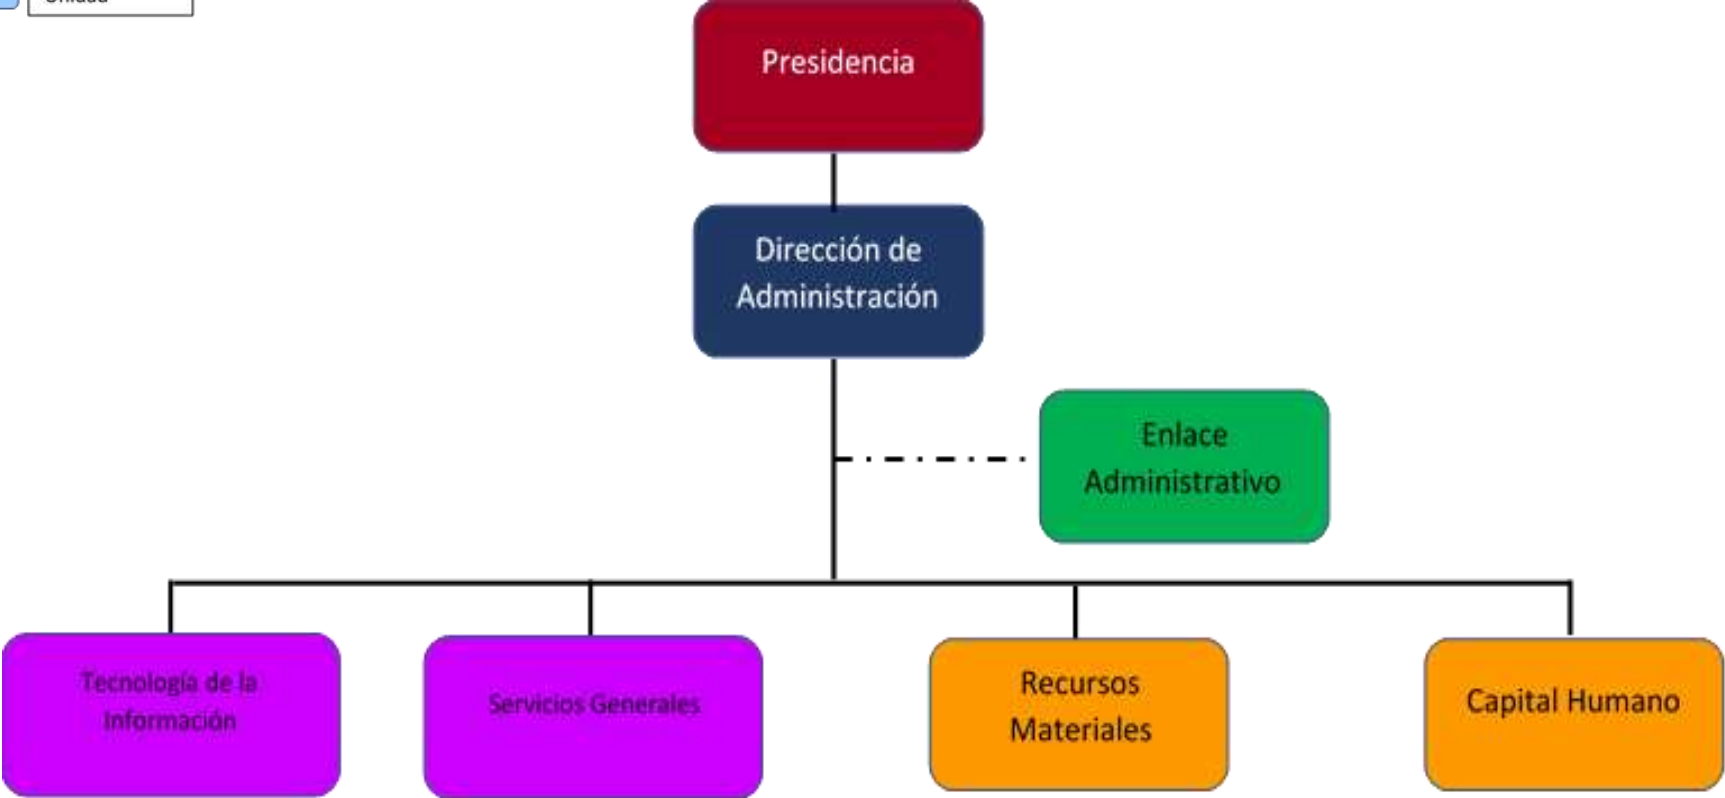 Presidencia
Dirección de
Administración
Enlace
Administrativo
Tecnología de la
Información
Servicios Generales
Recursos
Materiales
Capital Humano